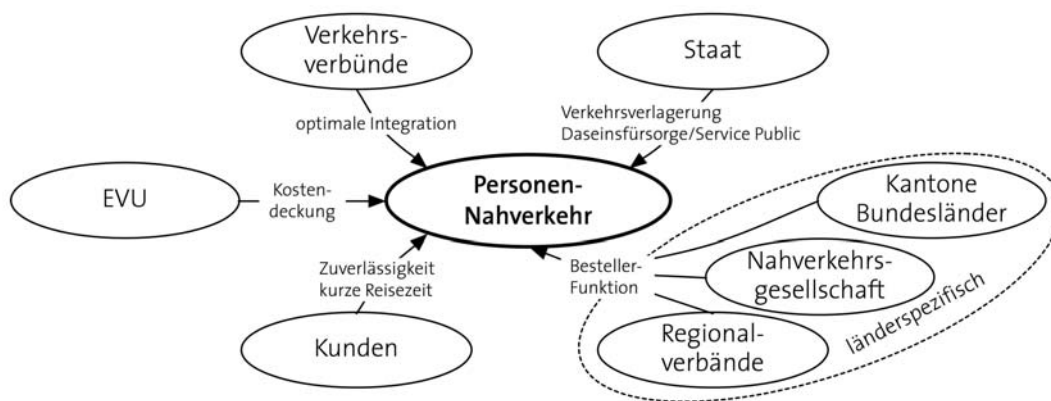 Verkehrs-
verbünde
Staat
optimale Integration
Verkehrsverlagerung
Daseinsfürsorge/Service Public
EVU
Kosten-
deckung
Personen-
Nahverkehr
Kantone
Bundesländer
Zuverlässigkeit
kurze Reisezeit
Besteller-
Funktion
Nahverkehrs-
gesellschaft
länderspezifisch
Kunden
Regional-
verbände